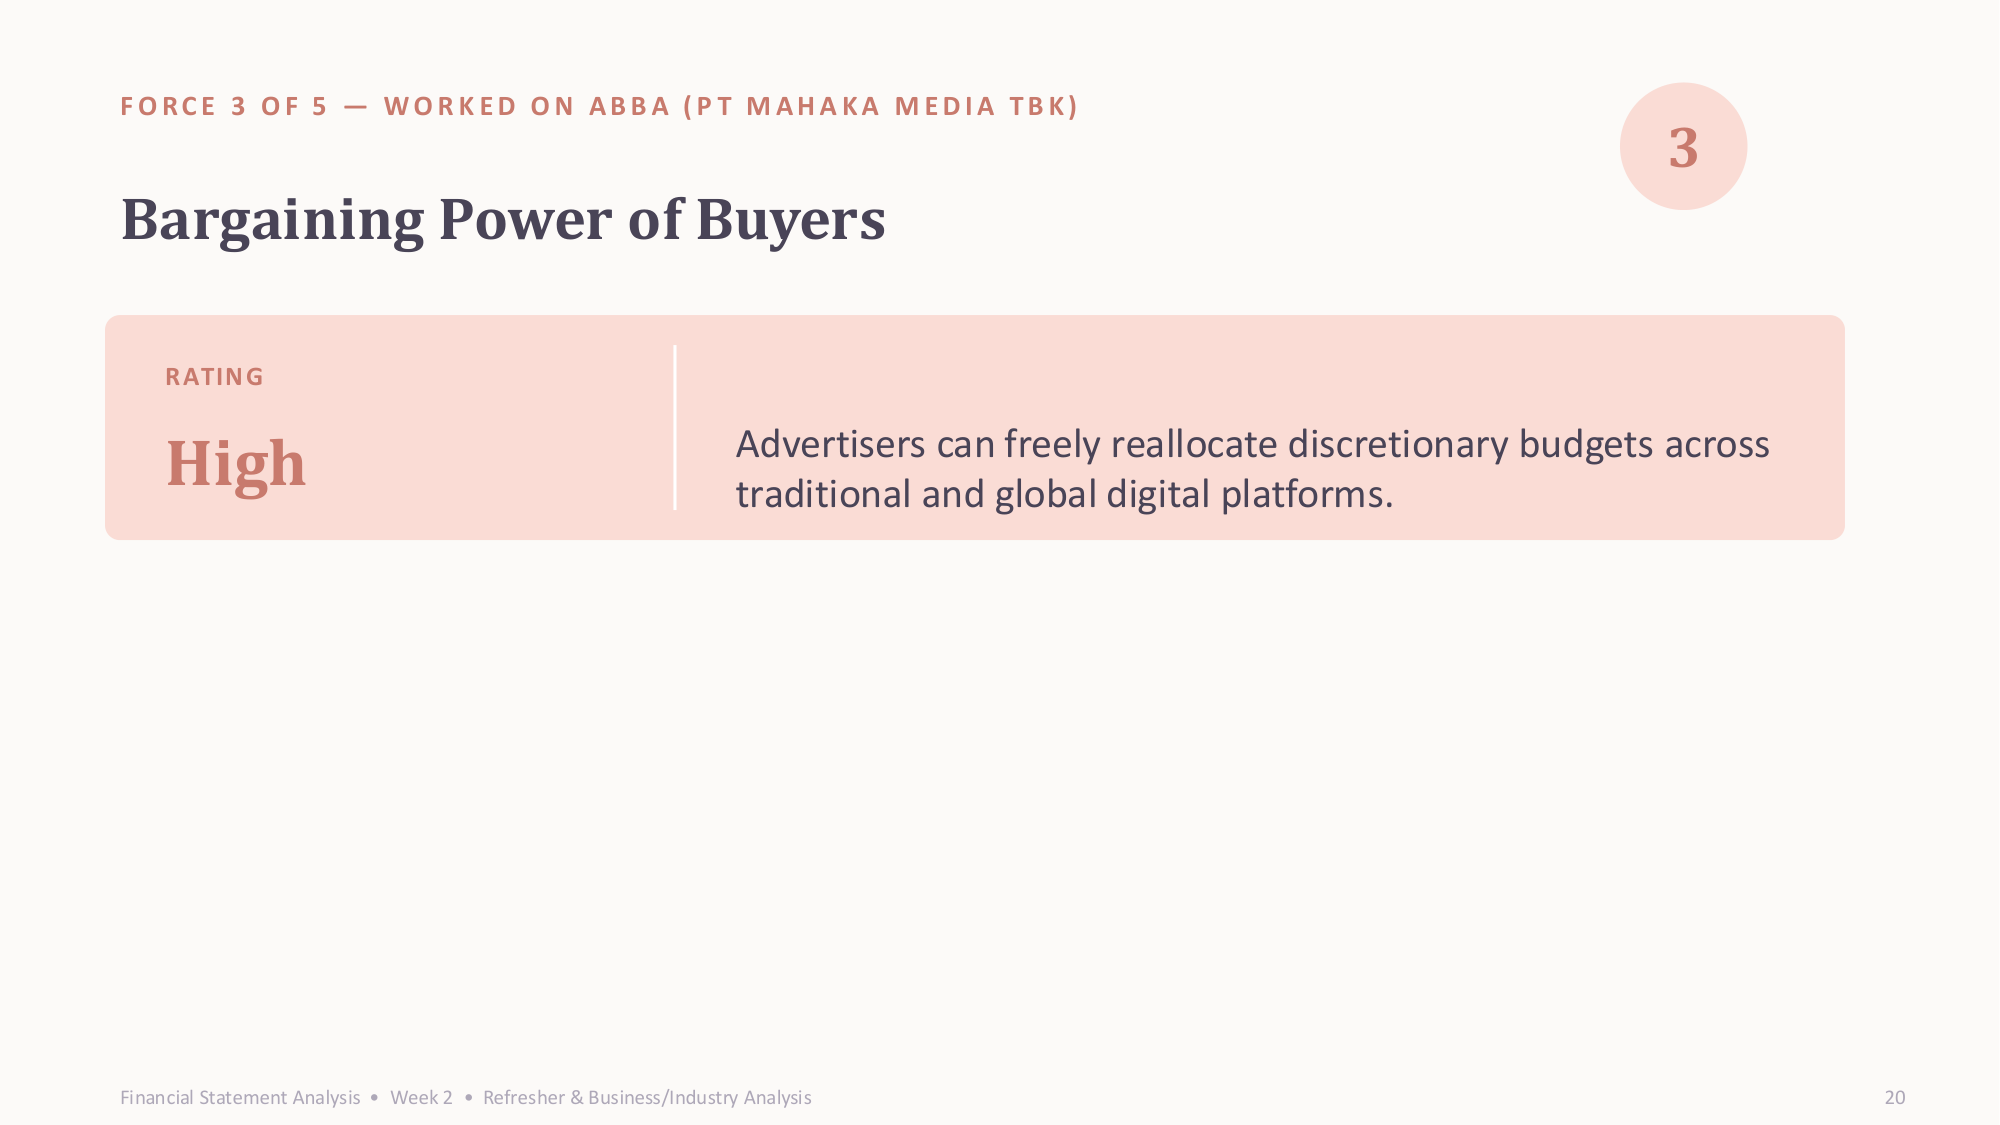 FORCE 3 OF 5 — WORKED ON ABBA (PT MAHAKA MEDIA TBK)
3
Bargaining Power of Buyers
RATING
High
Advertisers can freely reallocate discretionary budgets across
traditional and global digital platforms.
Financial Statement Analysis • Week 2 • Refresher & Business/Industry Analysis
20